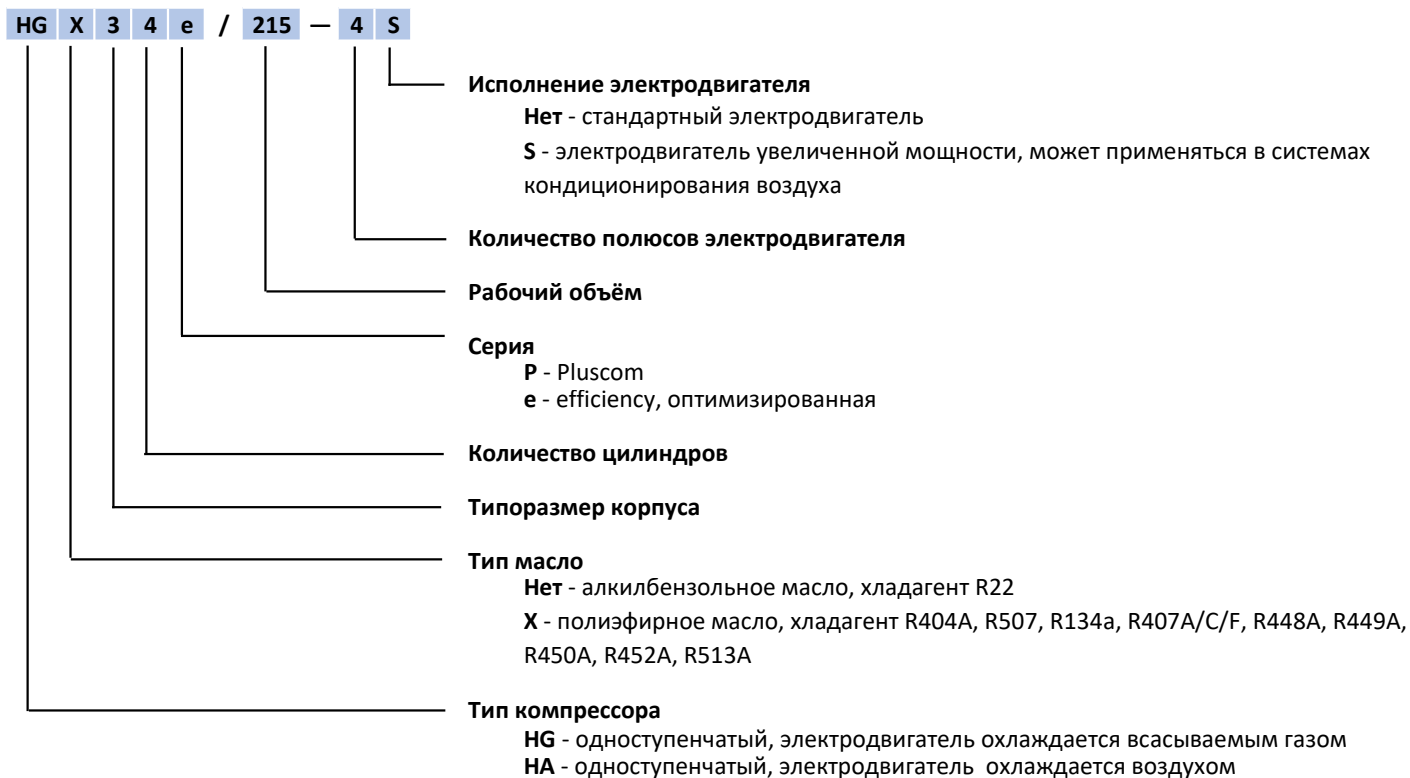 HG X 3 4 e / 215 — 4 S
Исполнение электродвигателя
Нет - стандартный электродвигатель
S - электродвигатель увеличенной мощности, может применяться в системах
кондиционирования воздуха
Количество полюсов электродвигателя
Рабочий объём
Серия
P - Pluscom
e - efficiency, оптимизированная
Количество цилиндров
Типоразмер корпуса
Тип масло
Нет - алкилбензольное масло, хладагент R22
X - полиэфирное масло, хладагент R404A, R507, R134a, R407A/C/F, R448A, R449A,
R450A, R452A, R513A
Тип компрессора
HG - одноступенчатый, электродвигатель охлаждается всасываемым газом
HA - одноступенчатый, электродвигатель охлаждается воздухом